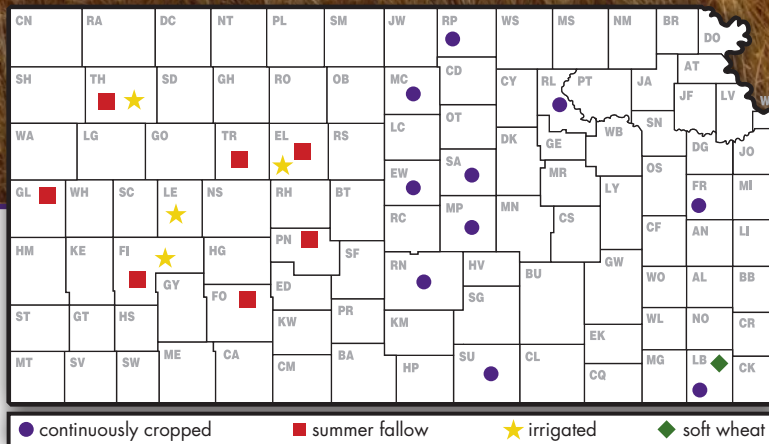 CN RA DC NT PL SM JW RP WS MS NM BR DO
SH TH SD GH RO OB MC CD CY RL PT JA AT
JF LV
WA LG GO TR EL RS LC OT DK GE WB SN
DG JO
GL WH SC LE NS RH BT EW SA MR LY OS FR MI
RC MP MN CS
HM KE FI HG PN SF RN HV CF AN LI
GY FO ED SG BU GW WO AL BB
ST GT HS KW PR KM EK WL NO CR
MT SV SW ME CA CM BA HP SU CL CQ MG LB CK
continuously cropped summer fallow irrigated soft wheat